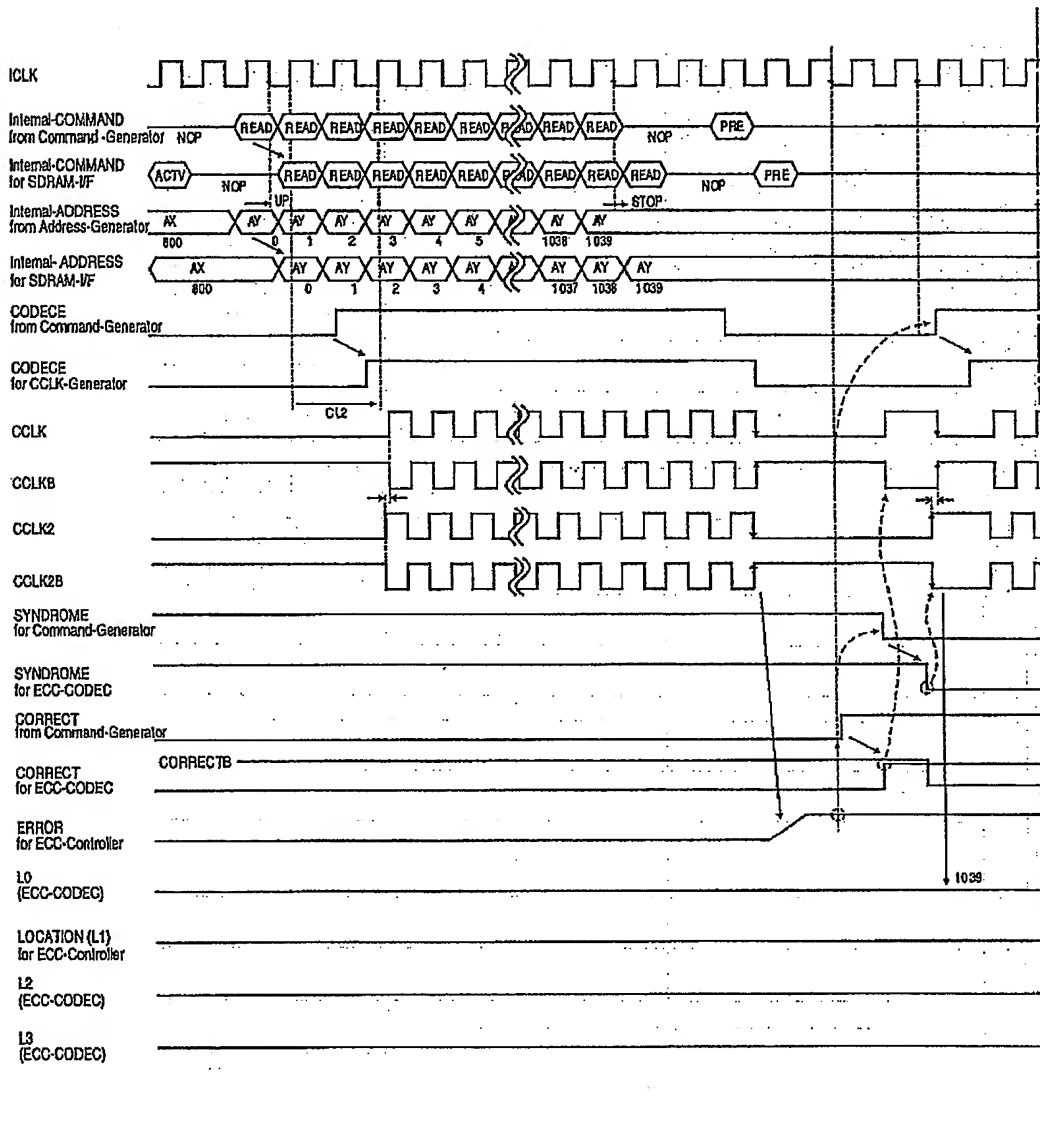 ICLK
Internal-COMMAND
from Command-Generator NOP READ READ READ READ READ READ READ READ READ NOP PRE
Internal-COMMAND
for SDRAM-I/F ACTV NOP READ READ READ READ READ READ READ READ READ NOP PRE
UP STOP
Internal-ADDRESS
from Address-Generator AX AY AY AY AY AY AY A AY AY
800 0 1 2 3 4 5 1038 1039
Internal-ADDRESS
for SDRAM-I/F AX AY AY AY AY AY AY AY AY
800 0 1 2 3 4 1037 1038 1039
CODECE
from Command-Generator
CODECE
for CCLK-Generator
CL2
CCLK
CCLKB
CCLK2
CCLK2B
SYNDROME
for Command-Generator
SYNDROME
for ECC-CODEC
CORRECT
from Command-Generator
CORRECTB
CORRECT
for ECC-CODEC
ERROR
for ECC-Controller
L0
(ECC-CODEC) 1039
LOCATION (L1)
for ECC-Controller
L2
(ECC-CODEC)
L3
(ECC-CODEC)